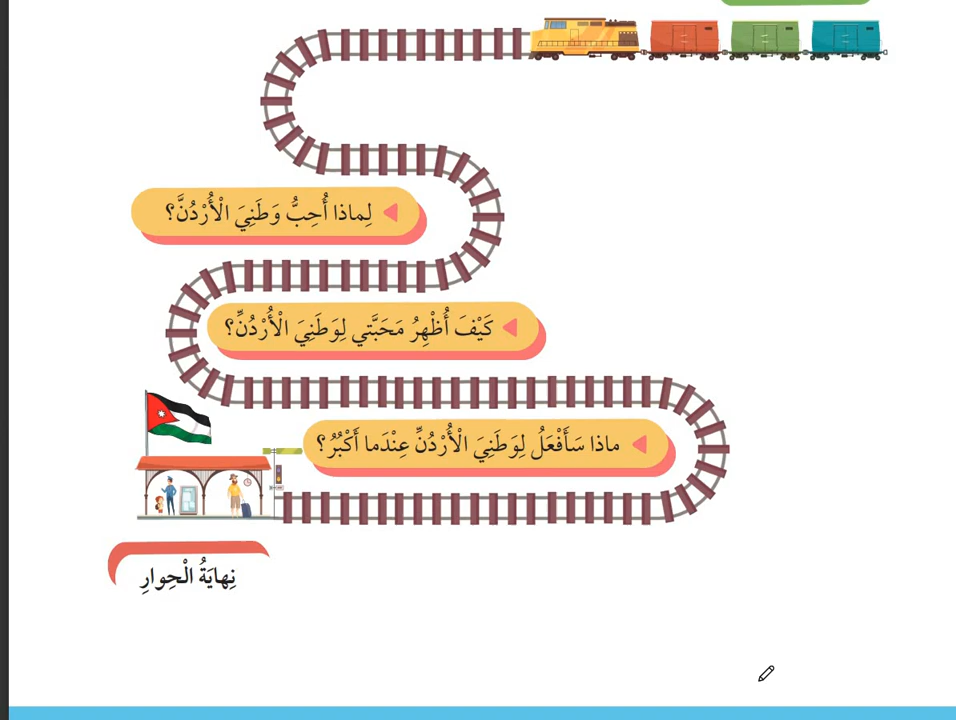 لِماذا أُحِبُّ وَطَنِيَ الْأُرْدُنَّ؟
كَيْفَ أُظْهِرُ مَحَبَّتي لِوَطَنِيَ الْأُرْدُنِّ؟
ماذا سَأَفْعَلُ لِوَطَنِيَ الْأُرْدُنِّ عِنْدَما أَكْبُرُ؟
نِهايَةُ الْحِوارِ